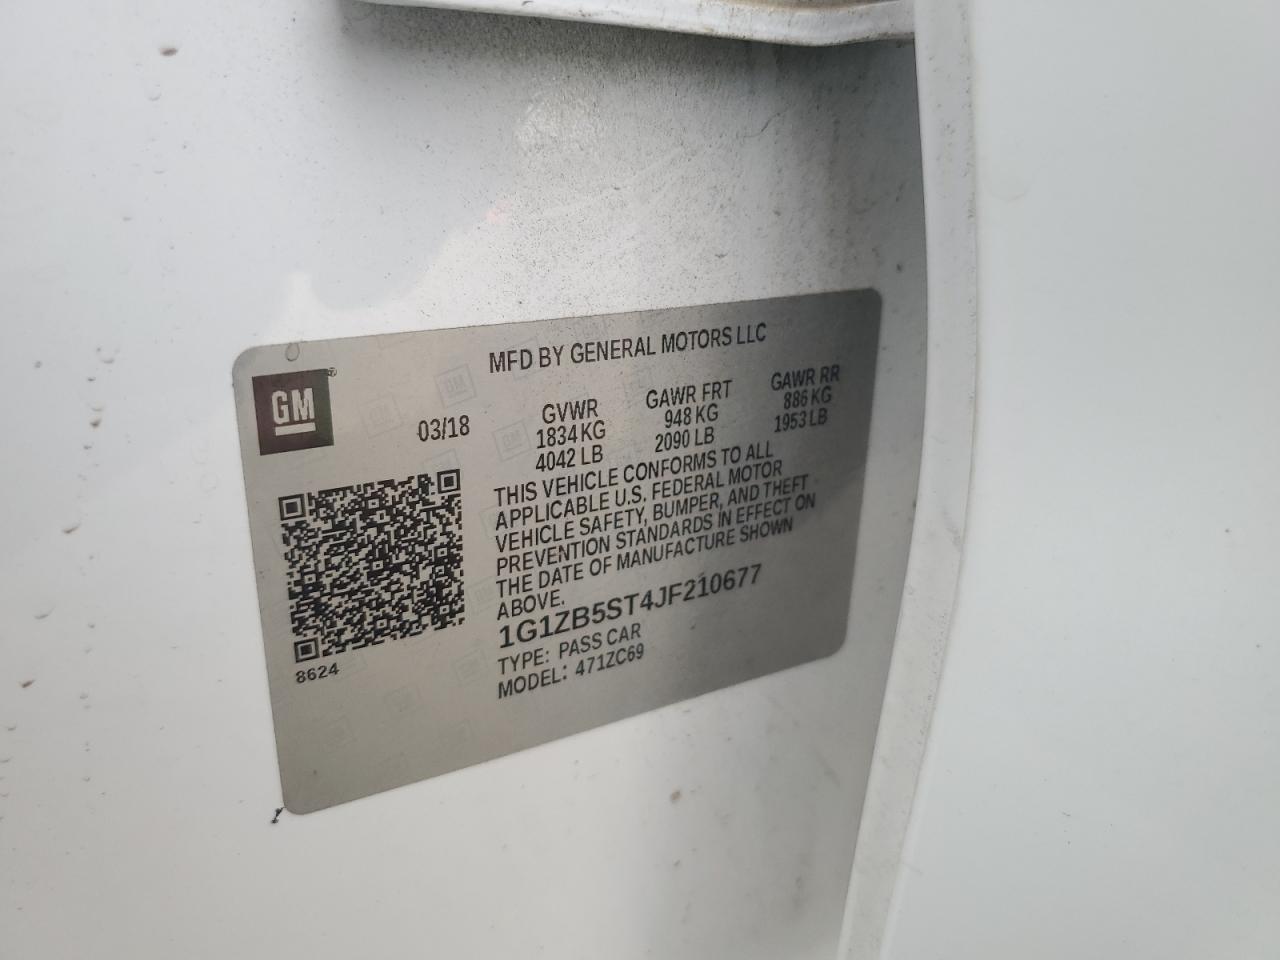 MFD BY GENERAL MOTORS LLC
GM®
03/18
GVWR
1834 KG
4042 LB
GAWR FRT
948 KG
2090 LB
GAWR RR
886 KG
1953 LB
THIS VEHICLE CONFORMS TO ALL
APPLICABLE U.S. FEDERAL MOTOR
VEHICLE SAFETY, BUMPER, AND THEFT
PREVENTION STANDARDS IN EFFECT ON
THE DATE OF MANUFACTURE SHOWN
ABOVE.
1G1ZB5ST4JF210677
TYPE: PASS CAR
MODEL: 471ZC69
8624